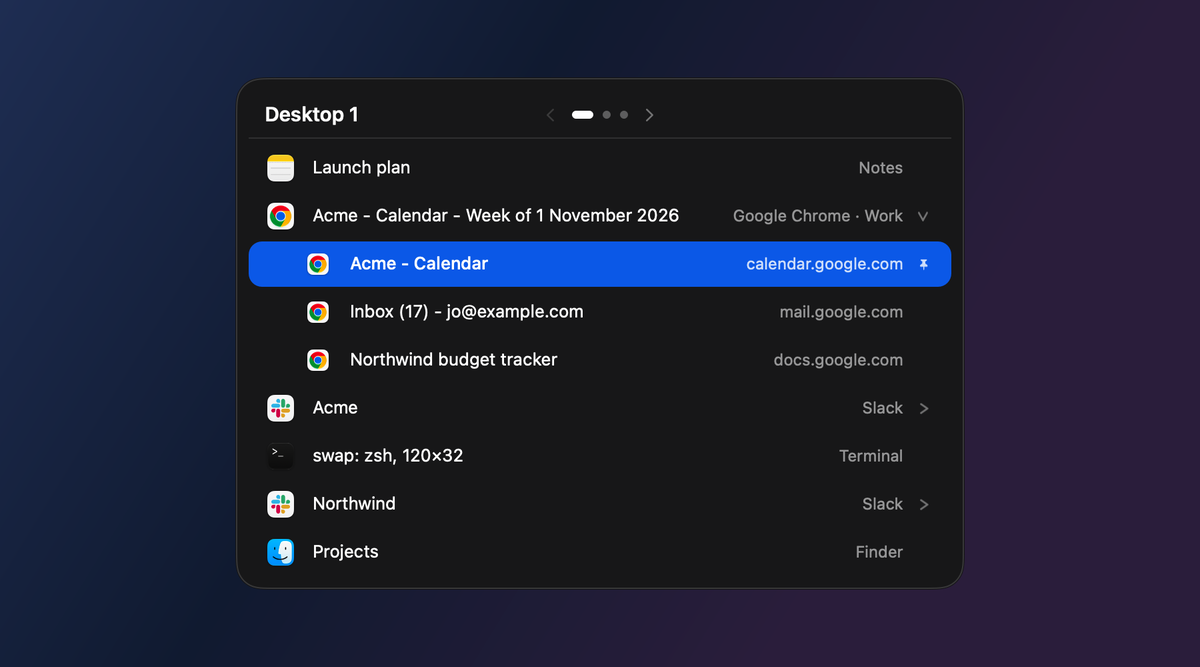 Desktop 1
Launch plan Notes
Acme - Calendar - Week of 1 November 2026 Google Chrome · Work
Acme - Calendar calendar.google.com
Inbox (17) - jo@example.com mail.google.com
Northwind budget tracker docs.google.com
Acme Slack
>_
swap: zsh, 120×32 Terminal
Northwind Slack
Projects Finder